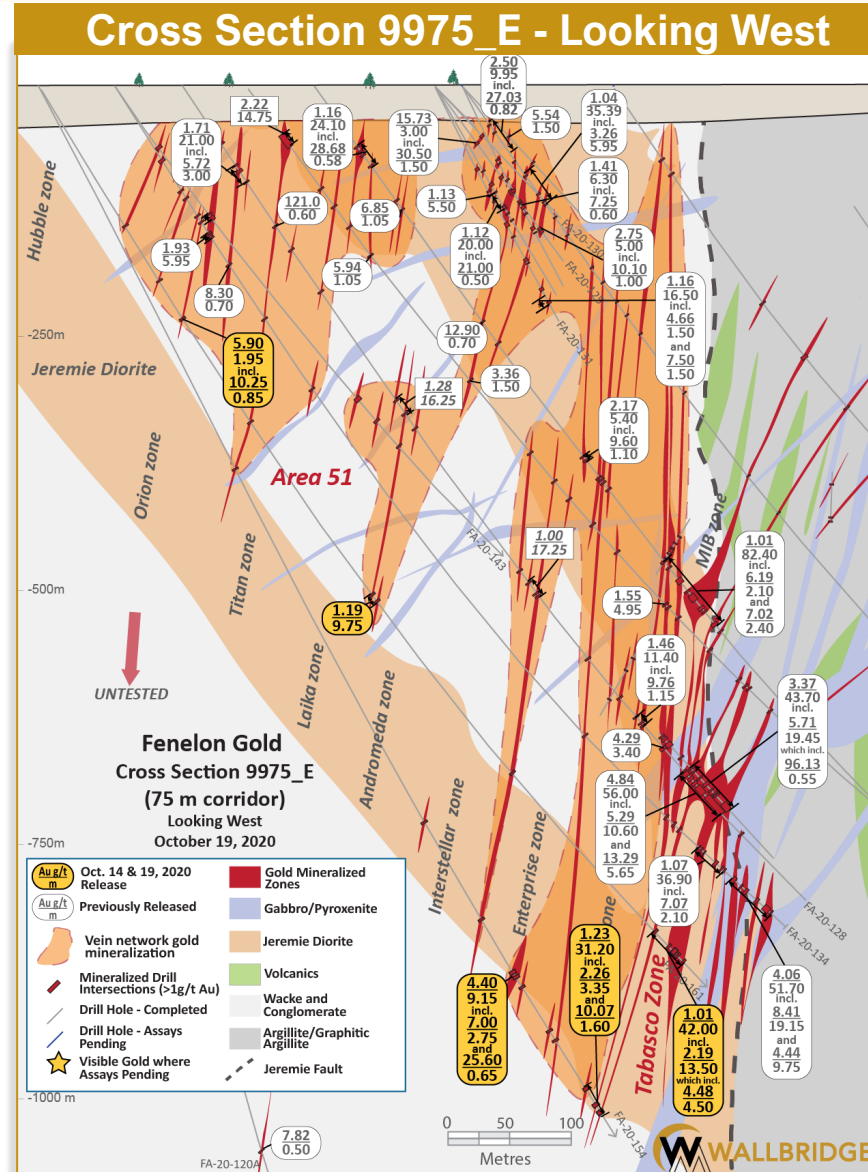 Cross Section 9975_E - Looking West
2.50
9.95
incl.
27.03
0.82
2.22
14.75
1.16
24.10
incl.
28.68
0.58
15.73
3.00
incl.
30.50
1.50
5.54
1.50
1.04
35.39
incl.
3.26
5.95
1.71
21.00
incl.
5.72
3.00
1.41
6.30
incl.
7.25
0.60
121.0
0.60
6.85
1.05
1.13
5.50
Hubble zone
1.93
5.95
1.12
20.00
incl.
21.00
0.50
FA-20-130
2.75
5.00
incl.
10.10
1.00
5.94
1.05
8.30
0.70
FA-20-129
1.16
16.50
incl.
4.66
1.50
and
7.50
1.50
-250m
12.90
0.70
FA-20-131
5.90
1.95
incl.
10.25
0.85
Jeremie Diorite
3.36
1.50
1.28
16.25
2.17
5.40
incl.
9.60
1.10
Area 51
Orion zone
MIB zone
FA-20-143
1.00
17.25
1.01
82.40
incl.
6.19
2.10
and
7.02
2.40
Titan zone
-500m
1.19
9.75
1.55
4.95
1.46
11.40
incl.
9.76
1.15
UNTESTED
Laika zone
Andromeda zone
3.37
43.70
incl.
5.71
19.45
which incl.
96.13
0.55
4.29
3.40
Fenelon Gold
Cross Section 9975_E
(75 m corridor)
Looking West
October 19, 2020
4.84
56.00
incl.
5.29
10.60
and
13.29
5.65
-750m
Interstellar zone
Enterprise zone
1.07
36.90
incl.
7.07
2.10
FA-20-128
FA-20-134
Au g/t
m
Oct. 14 & 19, 2020
Release
Au g/t
m
Previously Released
Vein network gold
mineralization
Mineralized Drill
Intersections (>1g/t Au)
Drill Hole - Completed
Drill Hole - Assays
Pending
Visible Gold where
Assays Pending
Gold Mineralized
Zones
Gabbro/Pyroxenite
Jeremie Diorite
Volcanics
Wacke and
Conglomerate
Argillite/Graphitic
Argillite
Jeremie Fault
1.23
31.20
incl.
2.26
3.35
and
10.07
1.60
4.40
9.15
incl.
7.00
2.75
and
25.60
0.65
Tabasco Zone
1.01
42.00
incl.
2.19
13.50
which incl.
4.48
4.50
4.06
51.70
incl.
8.41
19.15
and
4.44
9.75
-1000m
7.82
0.50
FA-20-120A
0 50 100
Metres
FA-20-154
WALLBRIDGE